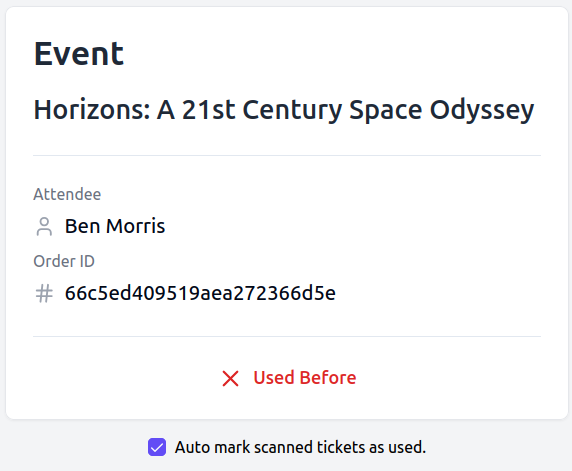 Event
Horizons: A 21st Century Space Odyssey
Attendee
Ben Morris
Order ID
66c5ed409519aea272366d5e
Used Before
Auto mark scanned tickets as used.